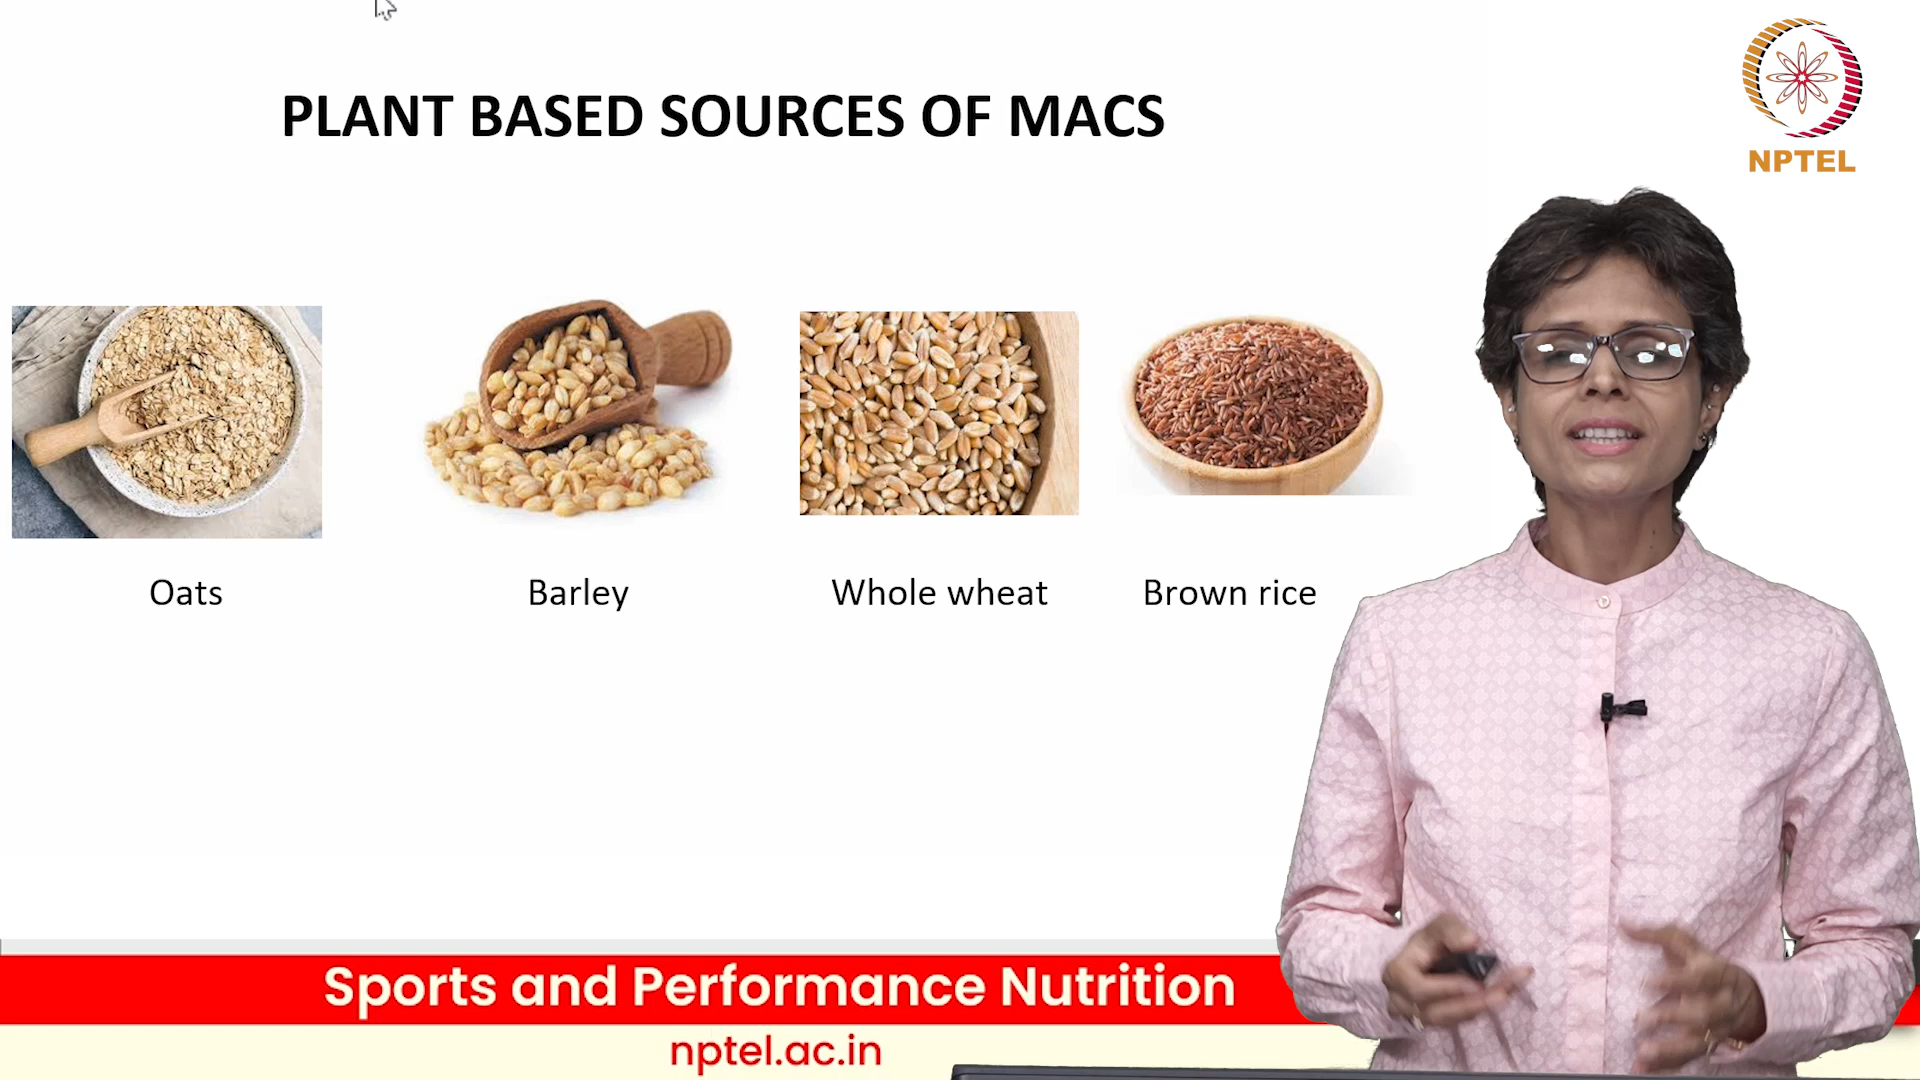 PLANT BASED SOURCES OF MACS
NPTEL
Oats
Barley
Whole wheat
Brown rice
Sports and Performance Nutrition
nptel.ac.in